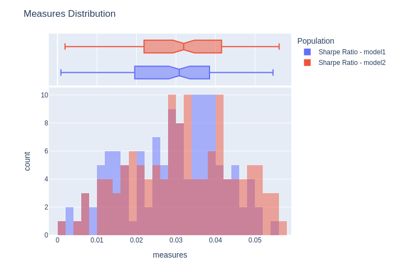 Measures Distribution
Population
Sharpe Ratio - model1
Sharpe Ratio - model2
10
8
6
4
2
0
count
0
0.01
0.02
0.03
0.04
0.05
measures